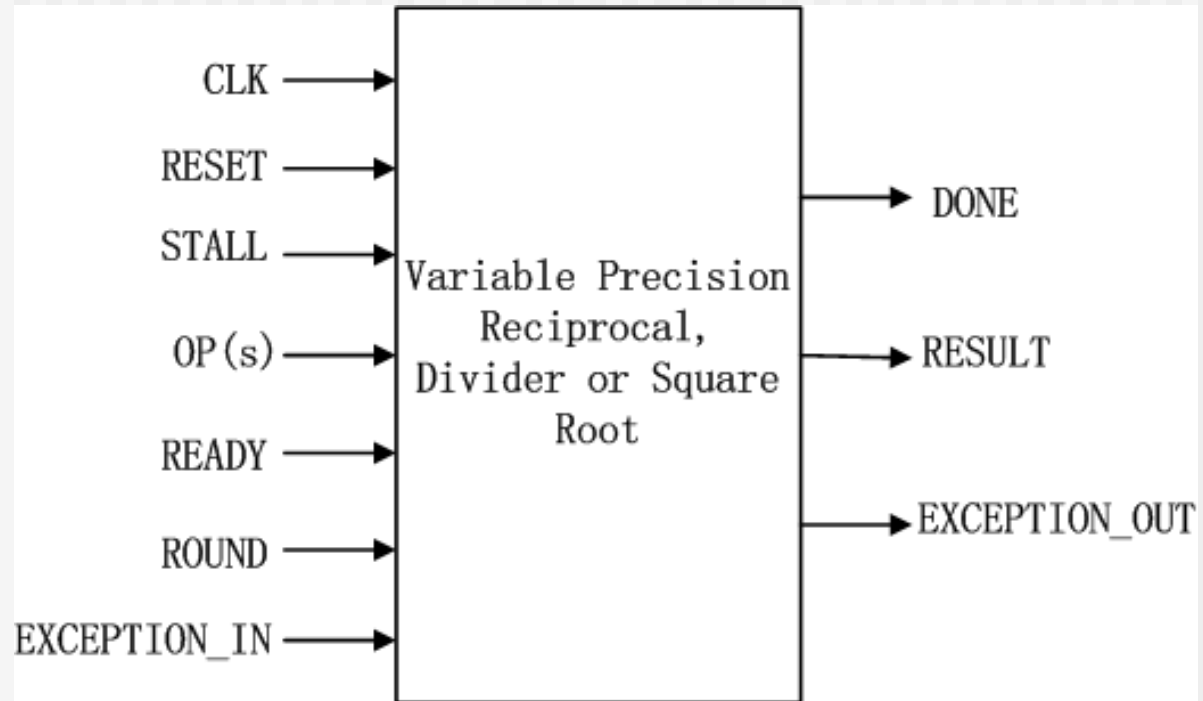 CLK
RESET
STALL
OP(s)
READY
ROUND
EXCEPTION_IN
Variable Precision
Reciprocal,
Divider or Square
Root
DONE
RESULT
EXCEPTION_OUT